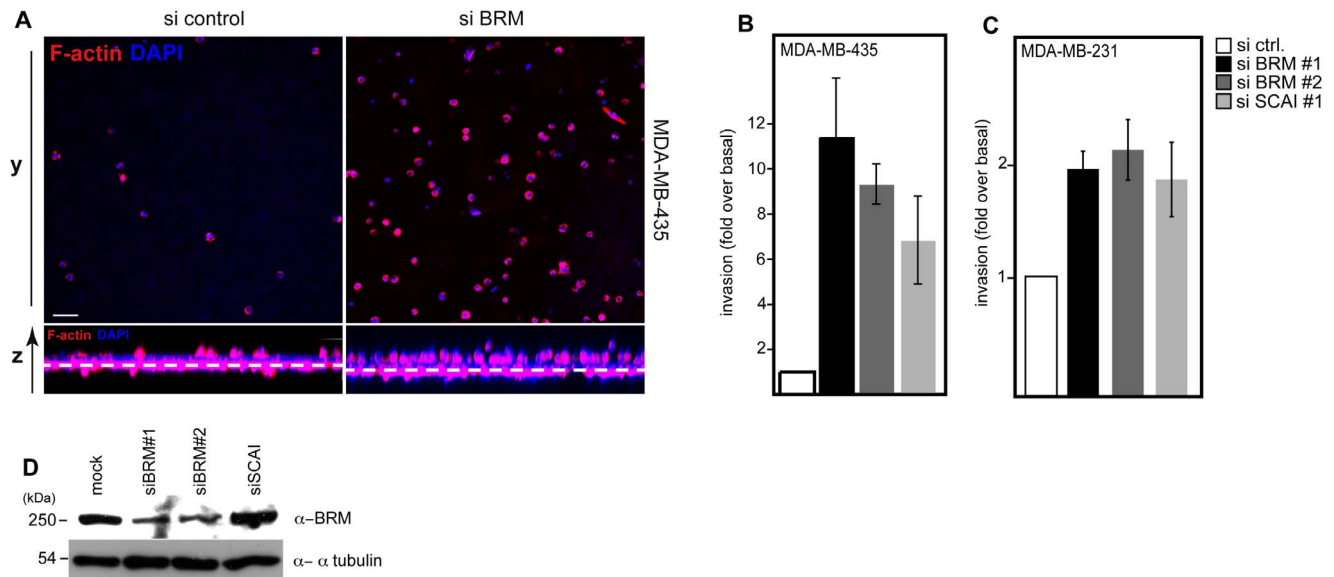 A
si control
si BRM
F-actin DAPI
y
MDA-MB-435
F-actin DAPI
z
B
MDA-MB-435
invasion (fold over basal)
12
10
8
6
4
2
C
MDA-MB-231
invasion (fold over basal)
2
1
si ctrl.
si BRM #1
si BRM #2
si SCAI #1
D
mock
siBRM#1
siBRM#2
siSCAI
(kDa)
250
α–BRM
54
α– α tubulin